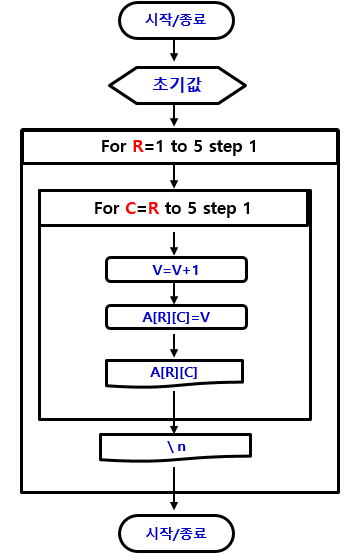 시작/종료
초기값
For R=1 to 5 step 1
For C=R to 5 step 1
V=V+1
A[R][C]=V
A[R][C]
\ n
시작/종료